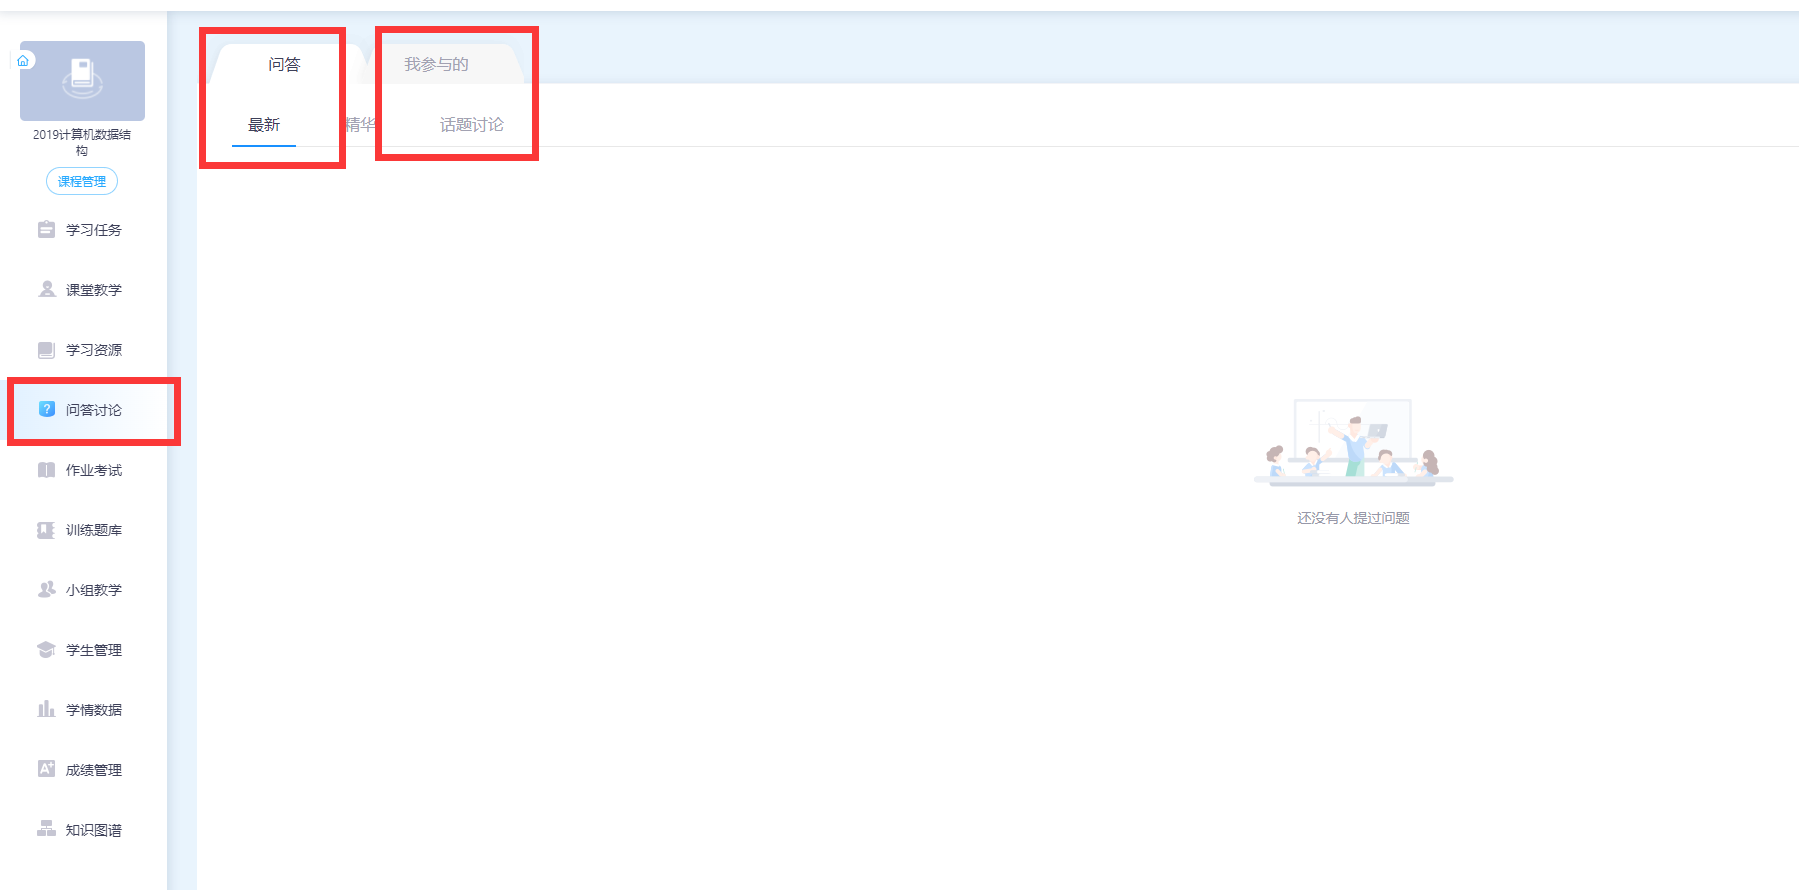 2019计算机数据结
构
课程管理
学习任务
课堂教学
学习资源
问答讨论
作业考试
训练题库
小组教学
学生管理
学情数据
成绩管理
知识图谱
问答 我参与的
最新 精华 话题讨论
还没有人提过问题